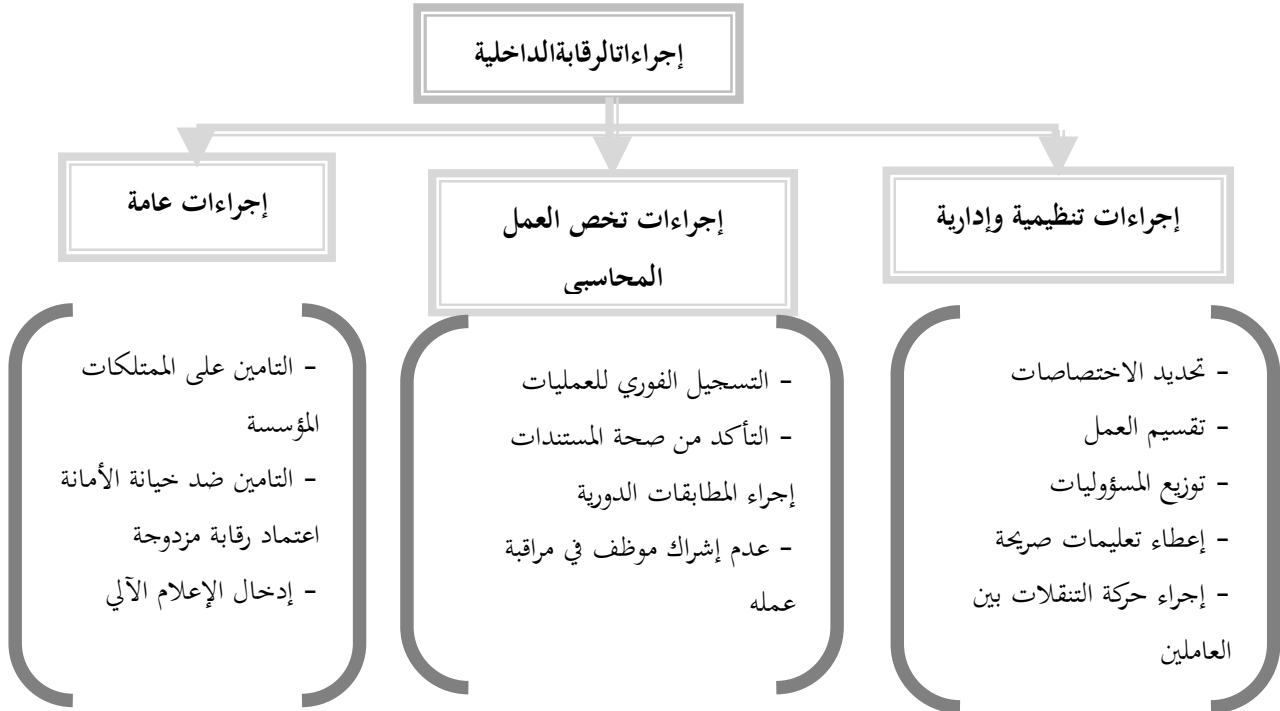 إجراءاتالرقابةالداخلية
إجراءات تنظيمية وإدارية
إجراءات تخص العمل
المحاسبي
إجراءات عامة
- تحديد الاختصاصات
- تقسيم العمل
- توزيع المسؤوليات
- إعطاء تعليمات صريحة
- إجراء حركة التنقلات بين
العاملين
- التسجيل الفوري للعمليات
- التأكد من صحة المستندات
إجراء المطابقات الدورية
- عدم إشراك موظف في مراقبة
عمله
- التامين على الممتلكات
المؤسسة
- التامين ضد خيانة الأمانة
اعتماد رقابة مزدوجة
- إدخال الإعلام الآلي